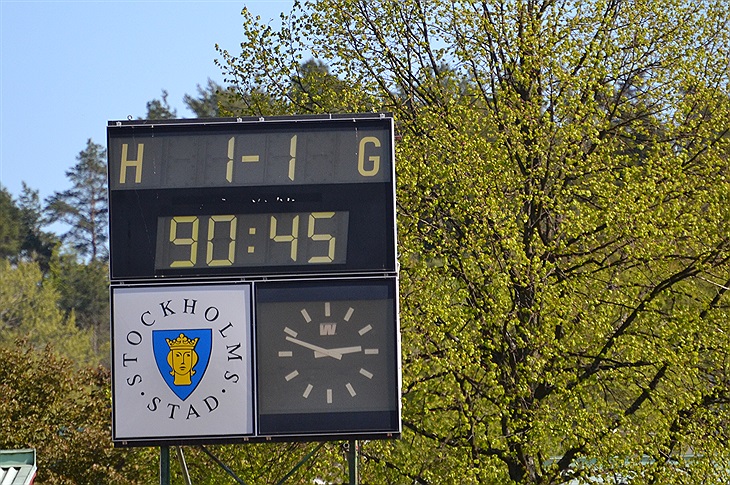 H 1-1 G
90:45
STOCKHOLMS
· STAD ·
W